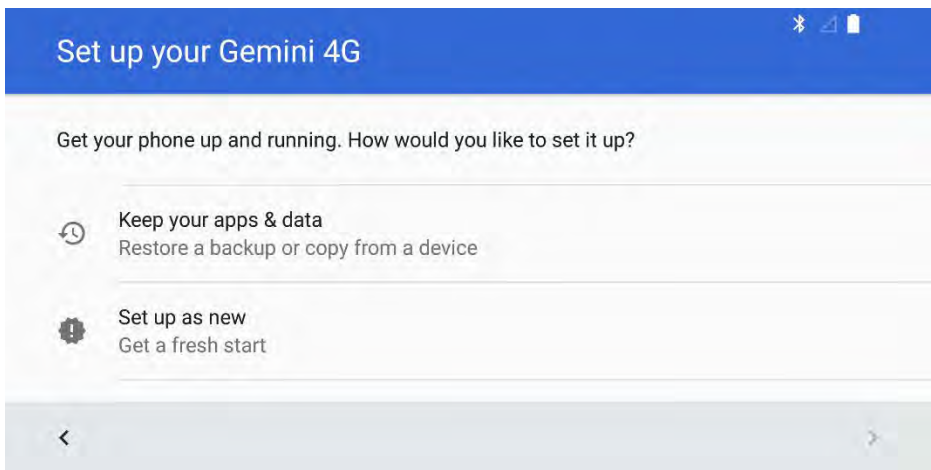 Set up your Gemini 4G
Get your phone up and running. How would you like to set it up?
Keep your apps & data
Restore a backup or copy from a device
Set up as new
Get a fresh start